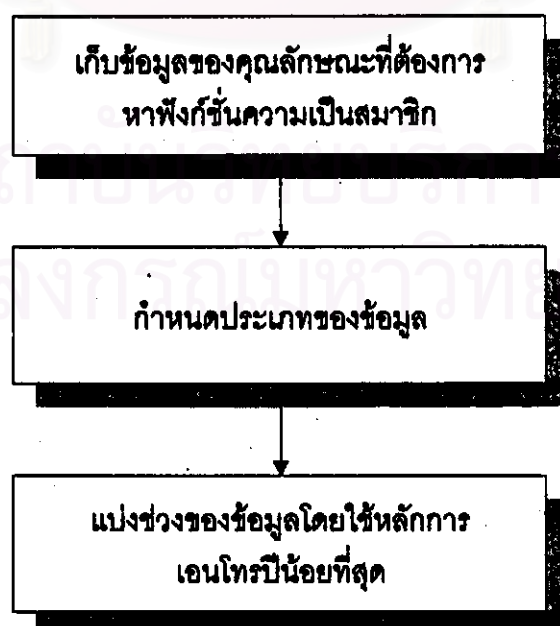 เก็บข้อมูลของคุณลักษณะที่ต้องการ
หาฟังก์ชั่นความเป็นสมาชิก
กำหนดประเภทของข้อมูล
แบ่งช่วงของข้อมูลโดยใช้หลักการ
เอนโทรปีน้อยที่สุด